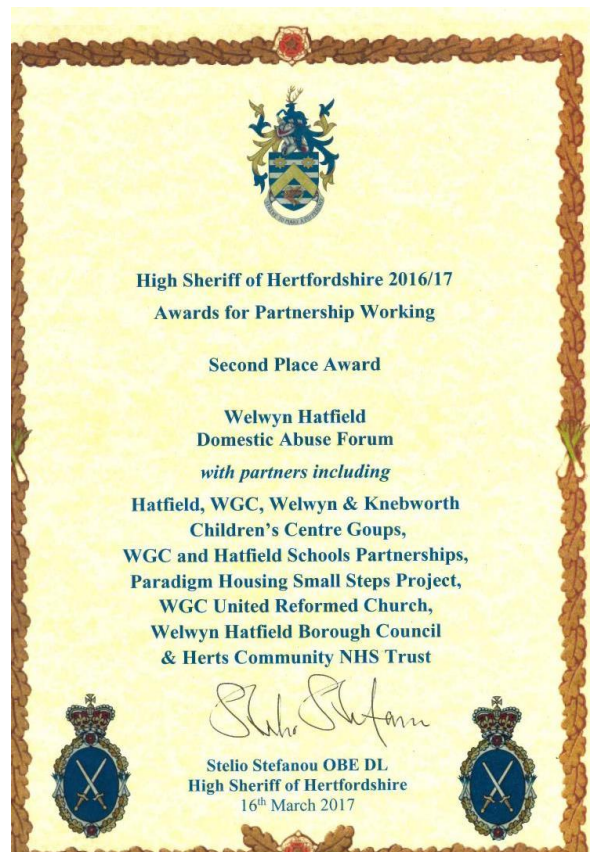 High Sheriff of Hertfordshire 2016/17
Awards for Partnership Working
Second Place Award
Welwyn Hatfield
Domestic Abuse Forum
with partners including
Hatfield, WGC, Welwyn & Knebworth
Children's Centre Goups,
WGC and Hatfield Schools Partnerships,
Paradigm Housing Small Steps Project,
WGC United Reformed Church,
Welwyn Hatfield Borough Council
& Herts Community NHS Trust
Stelio Stefanou OBE DL
High Sheriff of Hertfordshire
16th March 2017